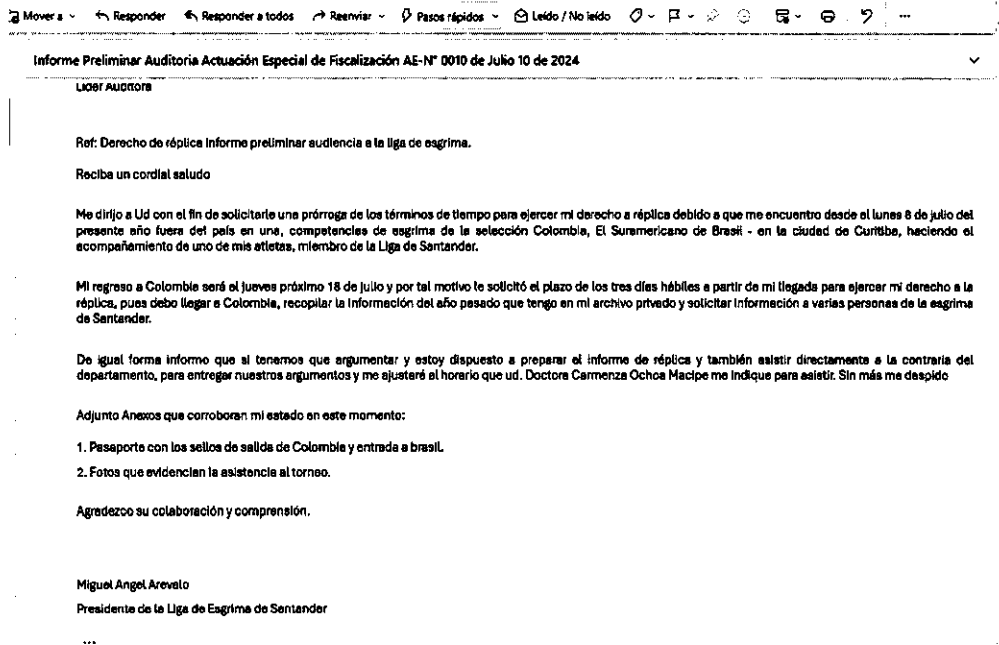 Mover a Responder Responder a todos Reenviar Pasos rápidos Leído / No leído ...
Informe Preliminar Auditoria Actuación Especial de Fiscalización AE-N° 0010 de Julio 10 de 2024
Líder Auditora
Ref: Derecho de réplica informe preliminar audiencia a la liga de esgrima.
Reciba un cordial saludo
Me dirijo a Ud con el fin de solicitarle una prórroga de los términos de tiempo para ejercer mi derecho a réplica debido a que me encuentro desde el lunes 8 de julio del
presente año fuera del país en una, competencias de esgrima de la selección Colombia, El Suramericano de Brasil - en la ciudad de Curitiba, haciendo el
acompañamiento de uno de mis atletas, miembro de la Liga de Santander.
Mi regreso a Colombia será el jueves próximo 18 de julio y por tal motivo le solicitó el plazo de los tres días hábiles a partir de mi llegada para ejercer mi derecho a la
réplica, pues debo llegar a Colombia, recopilar la información del año pasado que tengo en mi archivo privado y solicitar información a varias personas de la esgrima
de Santander.
De igual forma informo que si tenemos que argumentar y estoy dispuesto a preparar el informe de réplica y también asistir directamente a la contraria del
departamento, para entregar nuestros argumentos y me ajustaré al horario que ud. Doctora Carmenza Ochoa Macipe me indique para asistir. Sin más me despido
Adjunto Anexos que corroboran mi estado en este momento:
1. Pasaporte con los sellos de salida de Colombia y entrada a brasil.
2. Fotos que evidencian la asistencia al torneo.
Agradezco su colaboración y comprensión.
Miguel Angel Arevalo
Presidente de la Liga de Esgrima de Santander
...